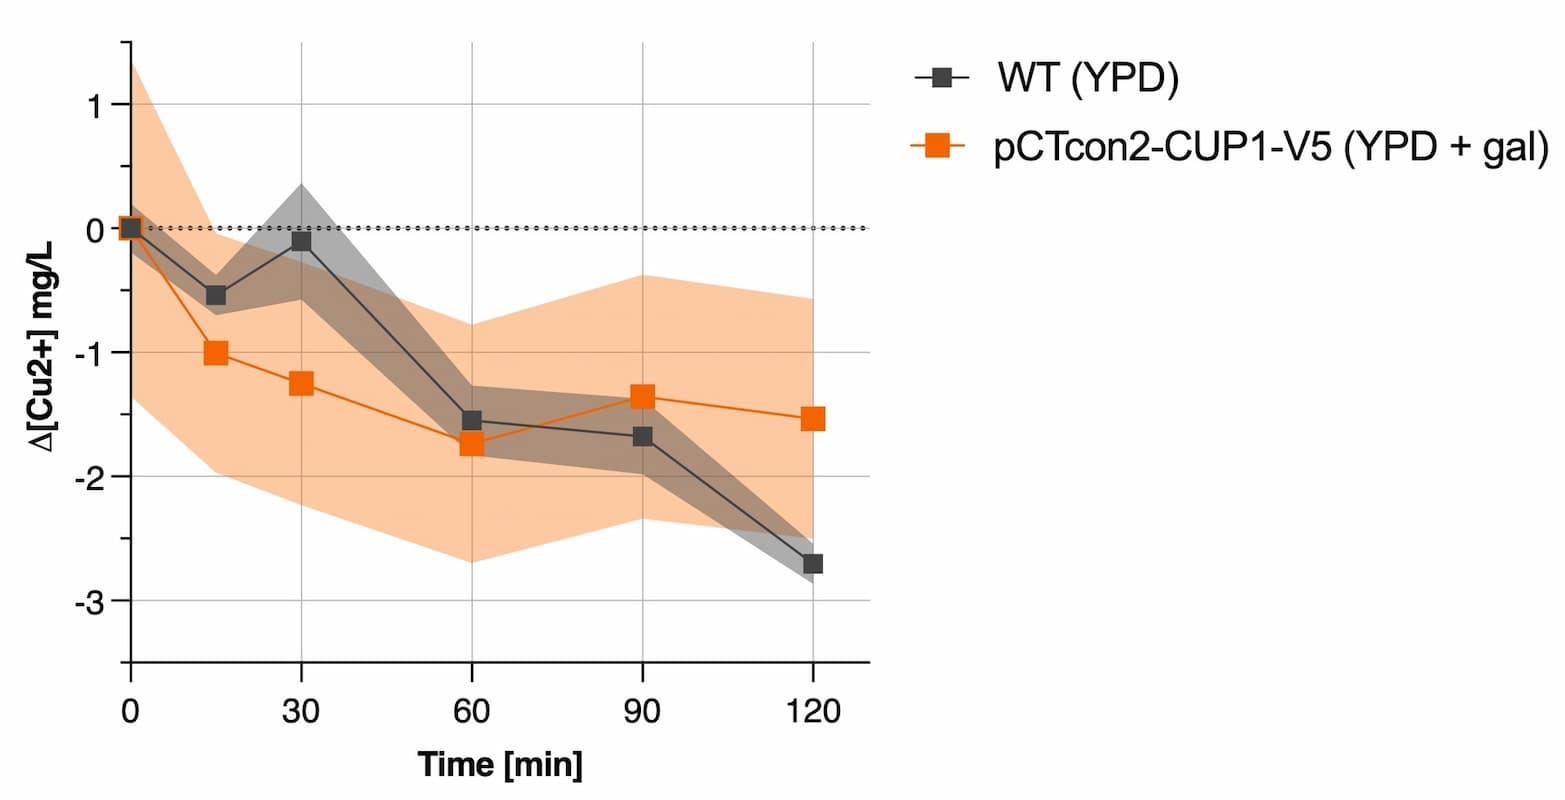 WT (YPD)
pCTcon2-CUP1-V5 (YPD + gal)
Δ[Cu2+] mg/L
1
0
-1
-2
-3
0 30 60 90 120
Time [min]